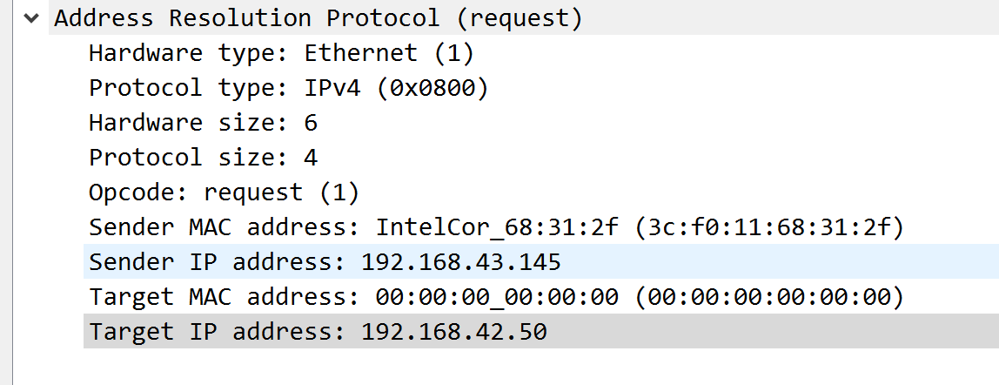 Address Resolution Protocol (request)
Hardware type: Ethernet (1)
Protocol type: IPv4 (0x0800)
Hardware size: 6
Protocol size: 4
Opcode: request (1)
Sender MAC address: IntelCor_68:31:2f (3c:f0:11:68:31:2f)
Sender IP address: 192.168.43.145
Target MAC address: 00:00:00_00:00:00 (00:00:00:00:00:00)
Target IP address: 192.168.42.50